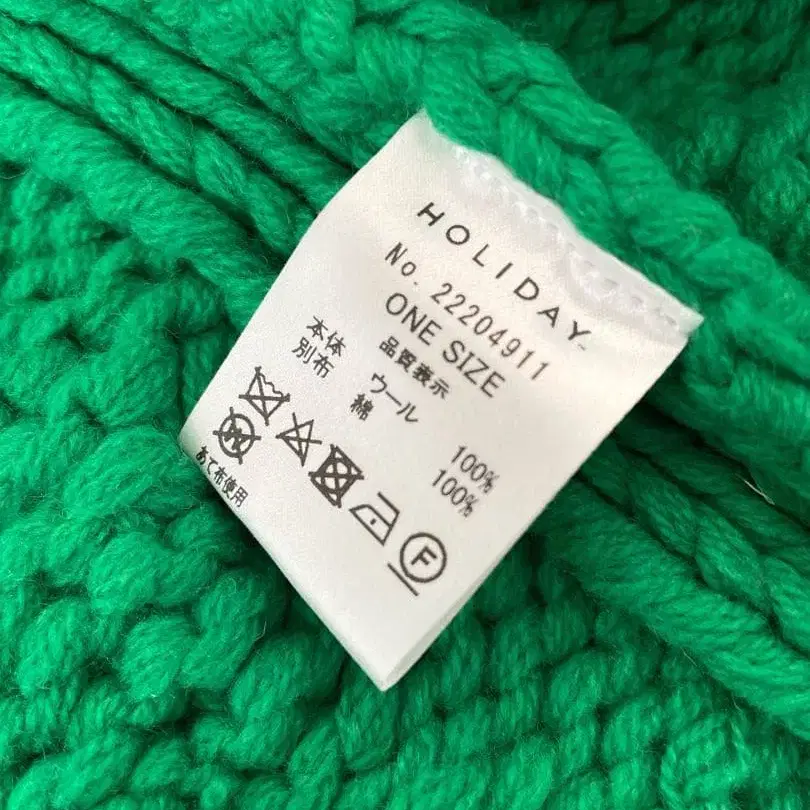 HOLIDAY™
No. 22204911
ONE SIZE
品質表示
本体 ウール 100%
別布 綿 100%
F
W
あて布使用